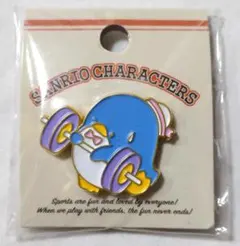 SANRIO CHARACTERS
Sports are fun and loved by everyone!
When we play with friends, the fun never ends!